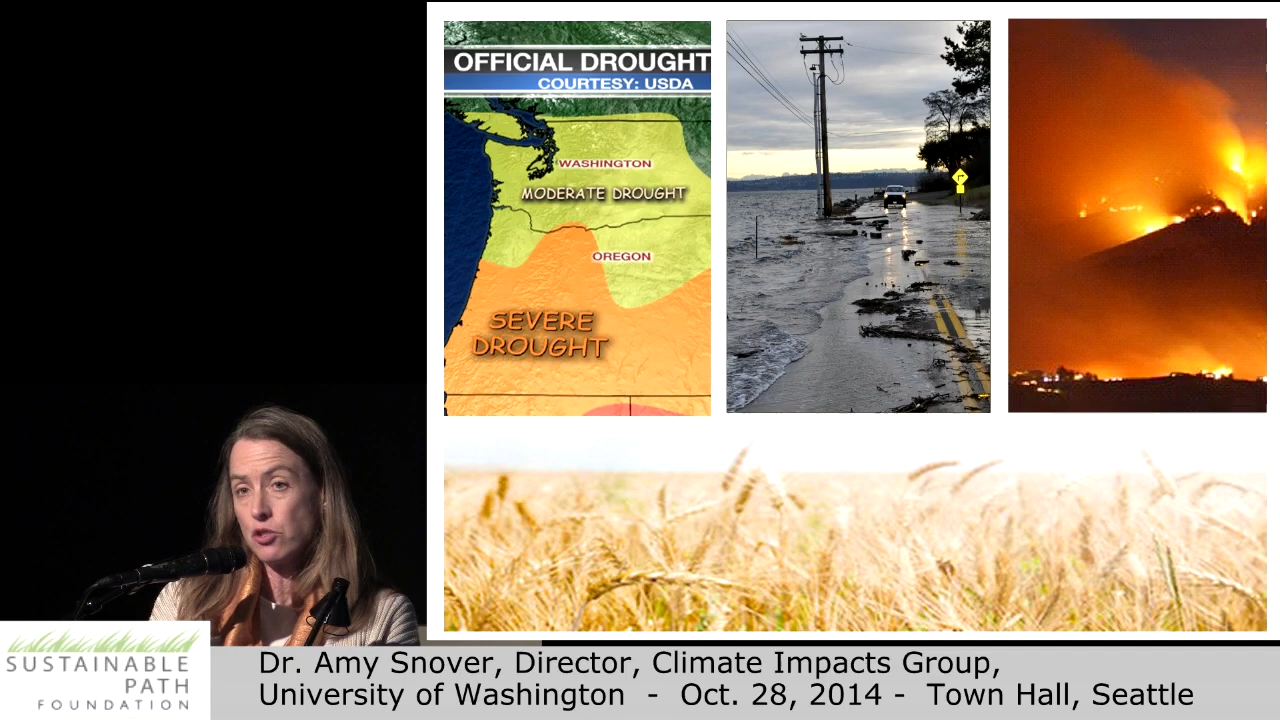 OFFICIAL DROUGHT
COURTESY: USDA
WASHINGTON
MODERATE DROUGHT
OREGON
SEVERE
DROUGHT
SUSTAINABLE
PATH
FOUNDATION
Dr. Amy Snover, Director, Climate Impacts Group,
University of Washington - Oct. 28, 2014 - Town Hall, Seattle